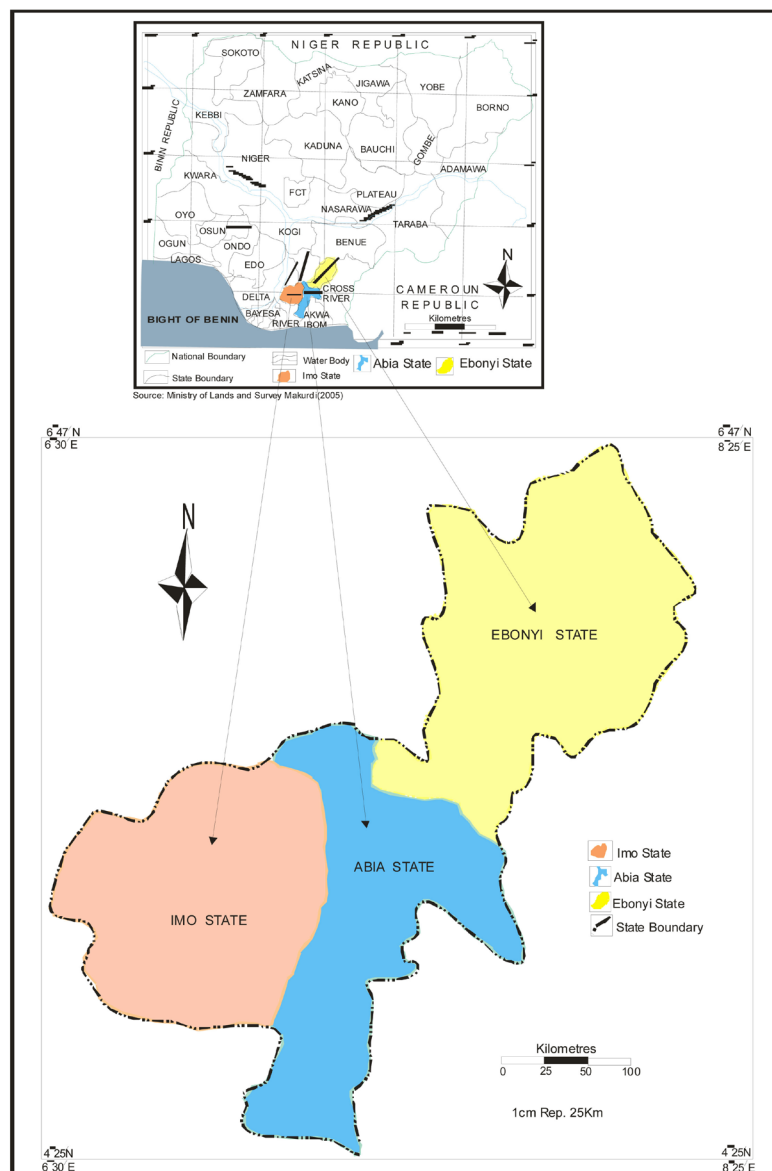 NIGER REPUBLIC
SOKOTO
KATSINA
JIGAWA
YOBE
ZAMFARA
KANO
BORNO
KEBBI
BININ REPUBLIC
KADUNA
BAUCHI
GOMBE
NIGER
ADAMAWA
KWARA
FCT
PLATEAU
NASARAWA
OYO
TARABA
OSUN
KOGI
BENUE
OGUN
ONDO
LAGOS
EDO
N
CAMEROUN
REPUBLIC
CROSS
RIVER
DELTA
BIGHT OF BENIN
BAYESA
AKWA
RIVER
IBOM
Kilometres
National Boundary
Water Body
Abia State
Ebonyi State
State Boundary
Imo State
Source: Ministry of Lands and Survey Makurdi(2005)
6 47 N
6 30 E
6 47 N
8 25 E
N
EBONYI STATE
ABIA STATE
IMO STATE
Imo State
Abia State
Ebonyi State
State Boundary
Kilometres
0 25 50 100
1cm Rep. 25Km
4 25N
6 30 E
4 25N
8 25 E